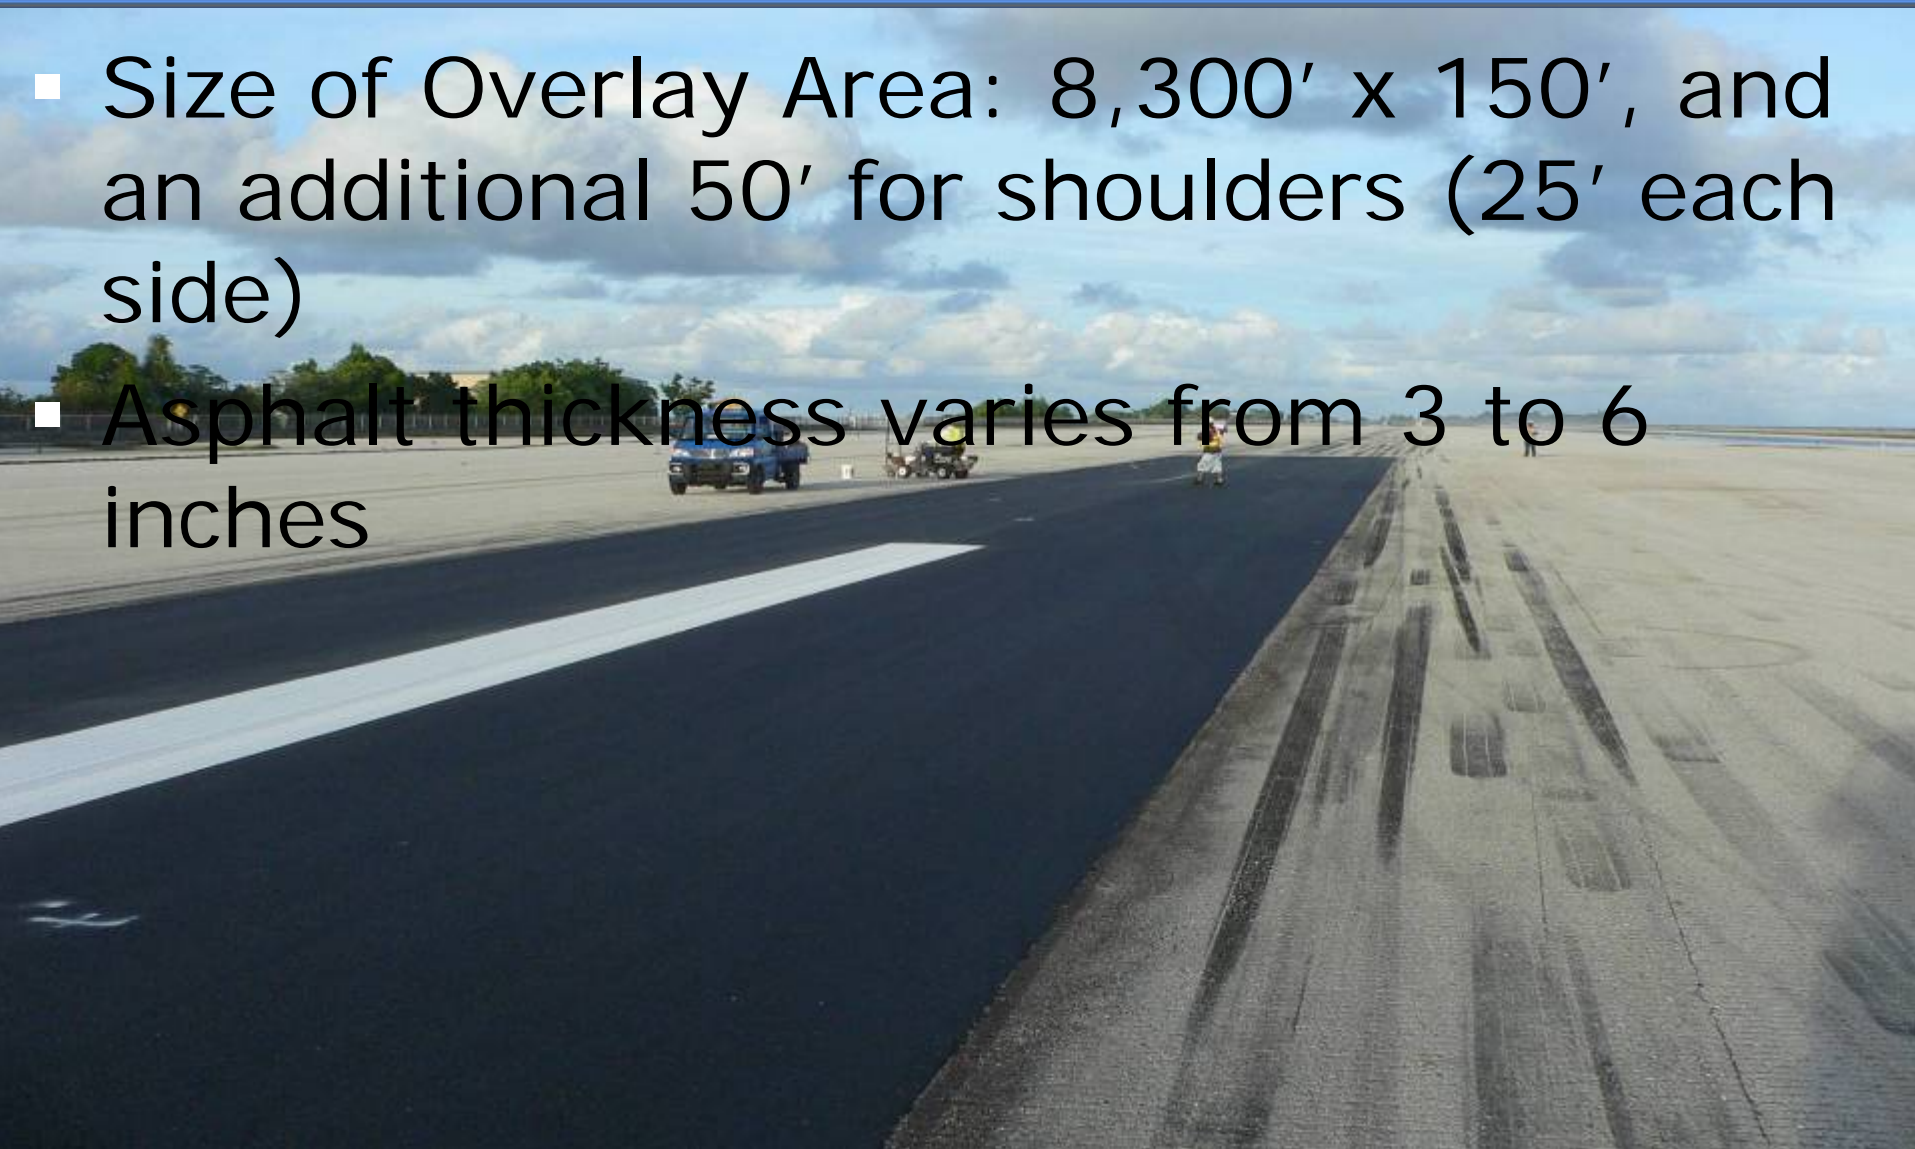 ▪ Size of Overlay Area: 8,300′ x 150′, and
an additional 50′ for shoulders (25′ each
side)
▪ Asphalt thickness varies from 3 to 6
inches